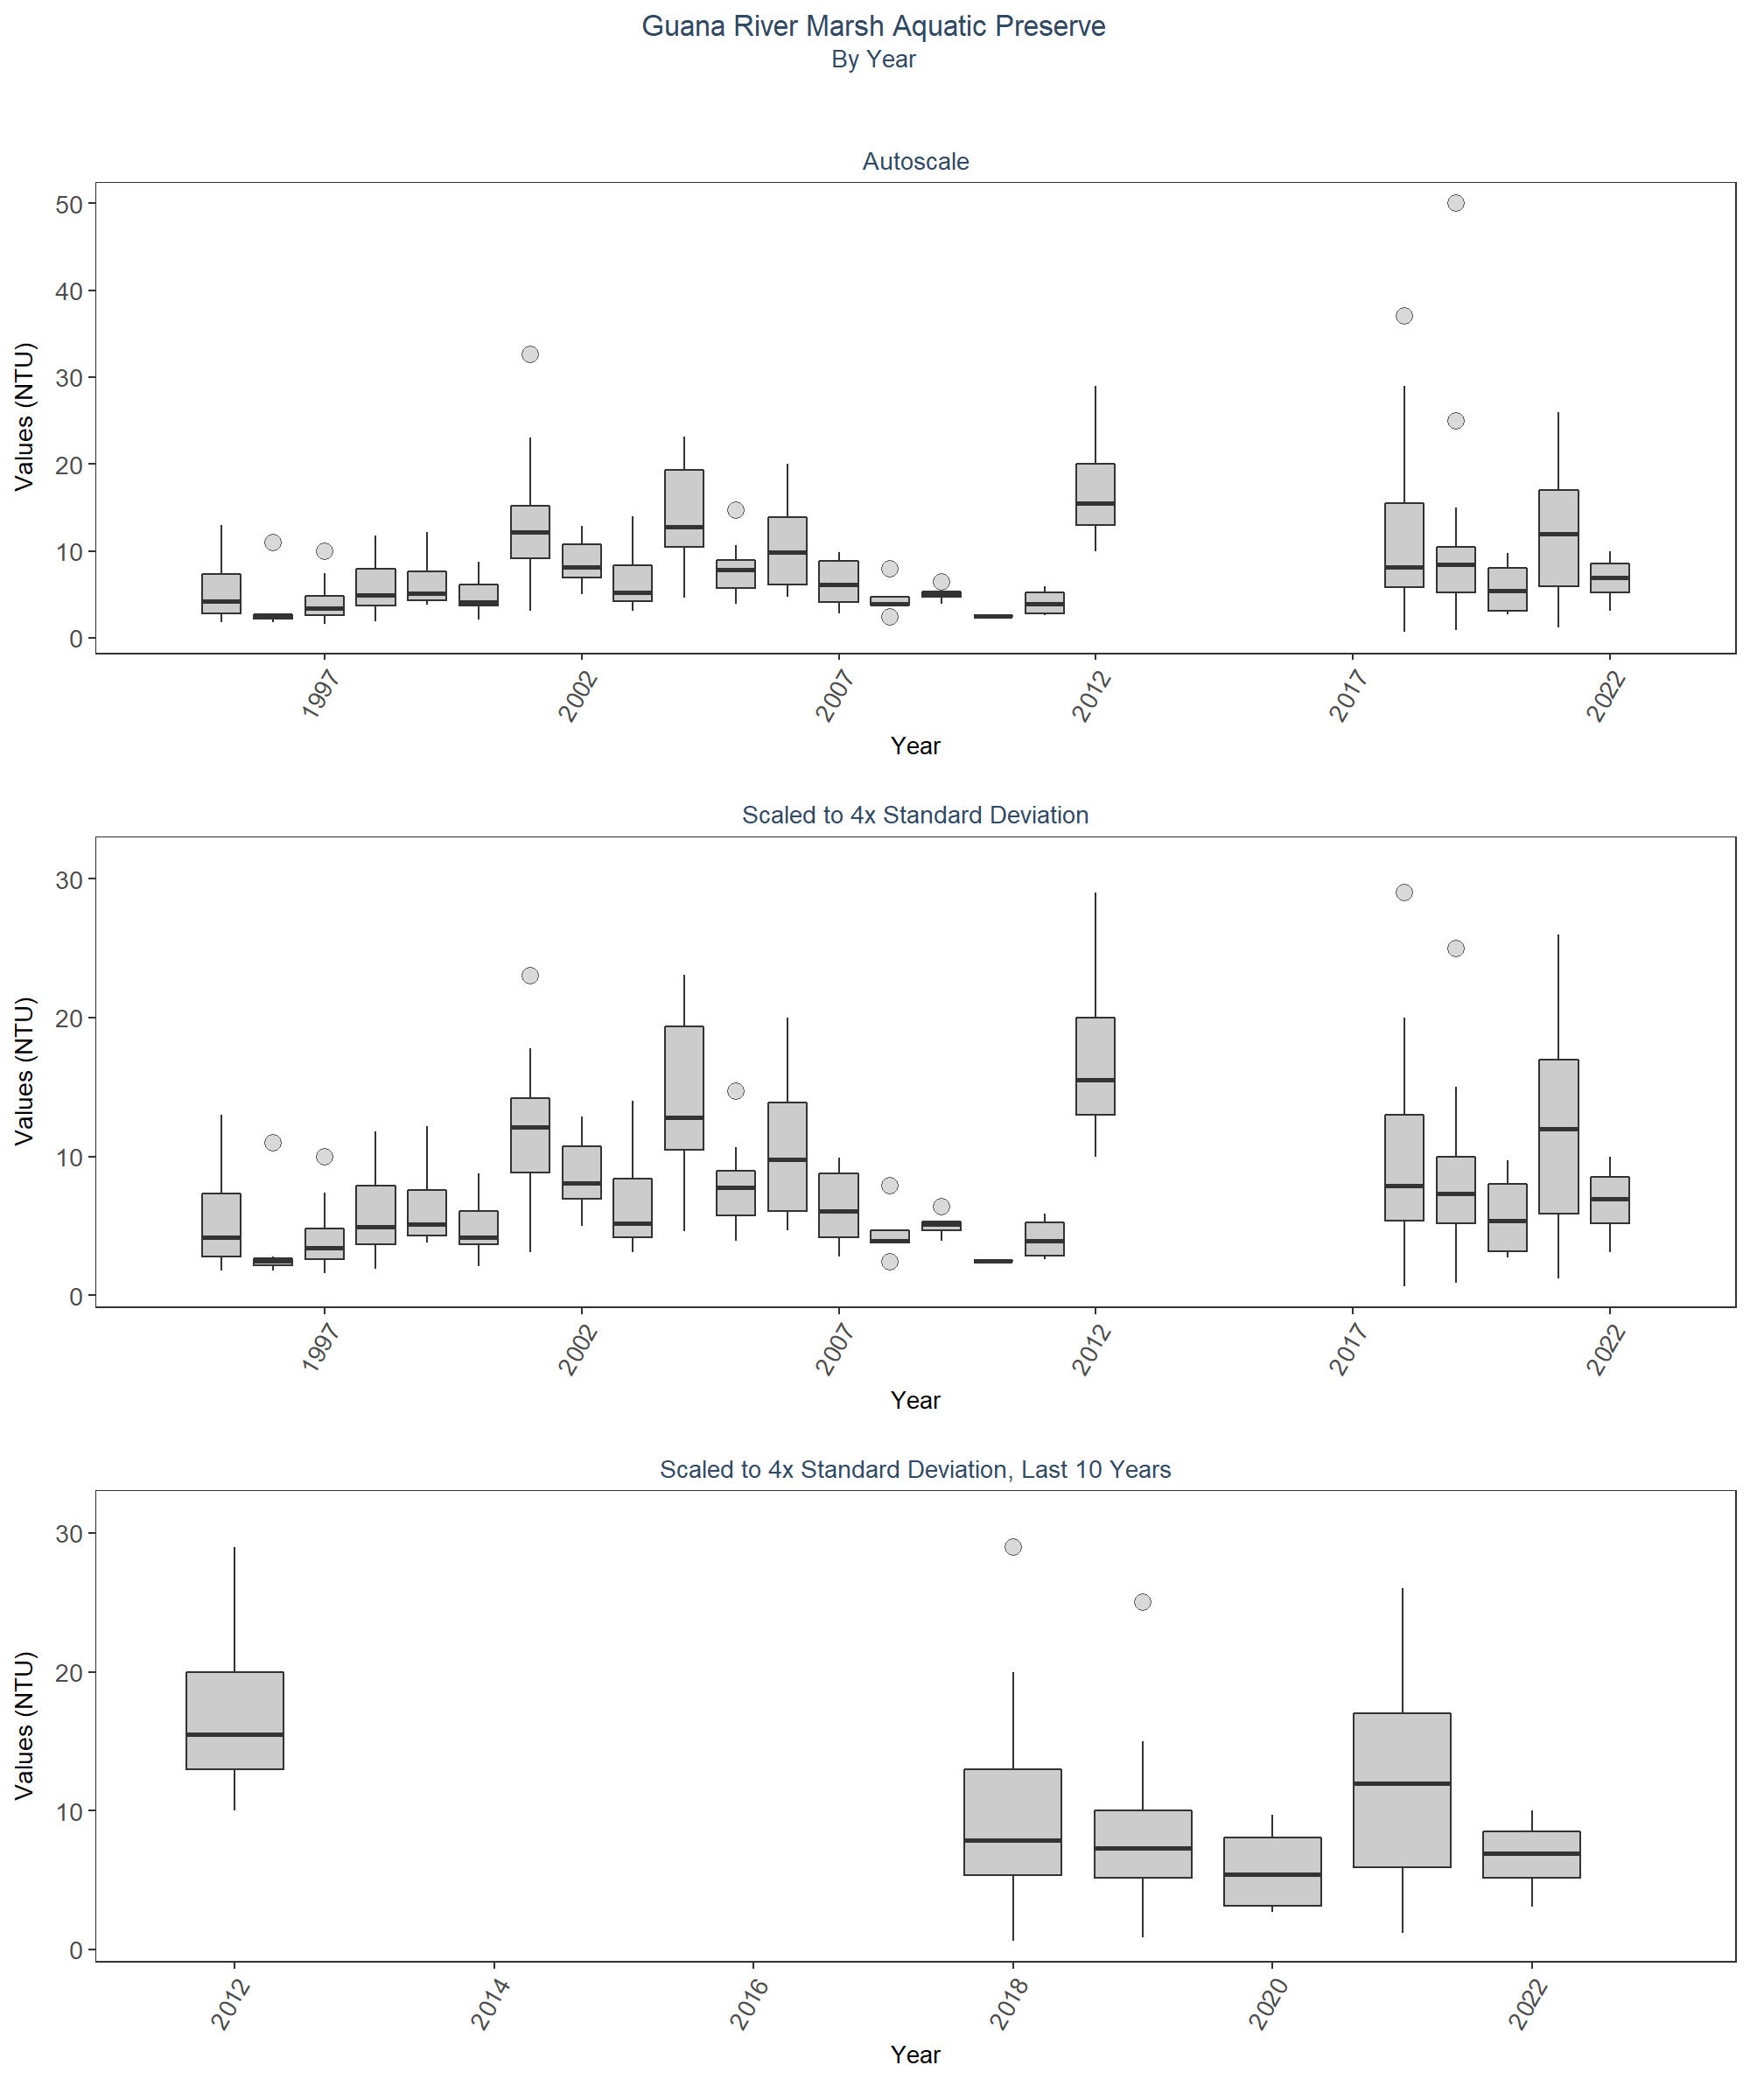 Guana River Marsh Aquatic Preserve
By Year
Autoscale
50
40
30
20
10
0
Values (NTU)
1997 2002 2007 2012 2017 2022
Year
Scaled to 4x Standard Deviation
30
20
10
0
Values (NTU)
1997 2002 2007 2012 2017 2022
Year
Scaled to 4x Standard Deviation, Last 10 Years
30
20
10
0
Values (NTU)
2012 2014 2016 2018 2020 2022
Year